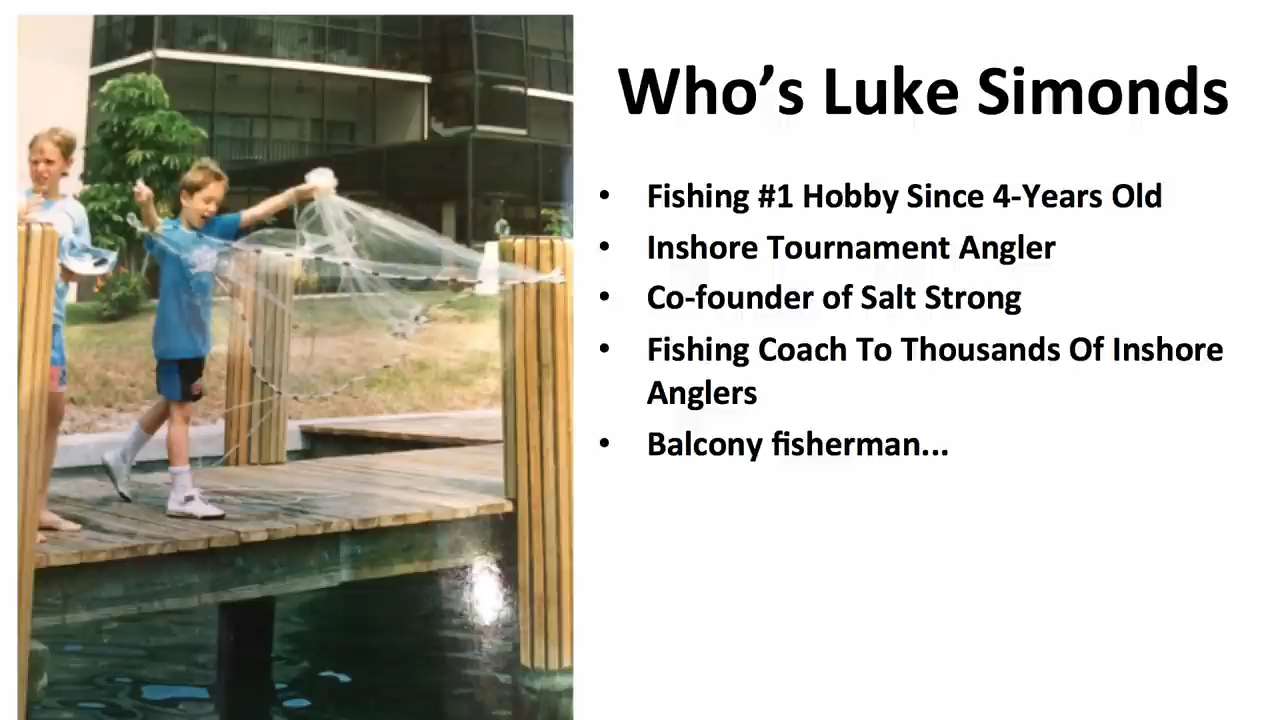 Who's Luke Simonds
• Fishing #1 Hobby Since 4-Years Old
• Inshore Tournament Angler
• Co-founder of Salt Strong
• Fishing Coach To Thousands Of Inshore
Anglers
• Balcony fisherman...